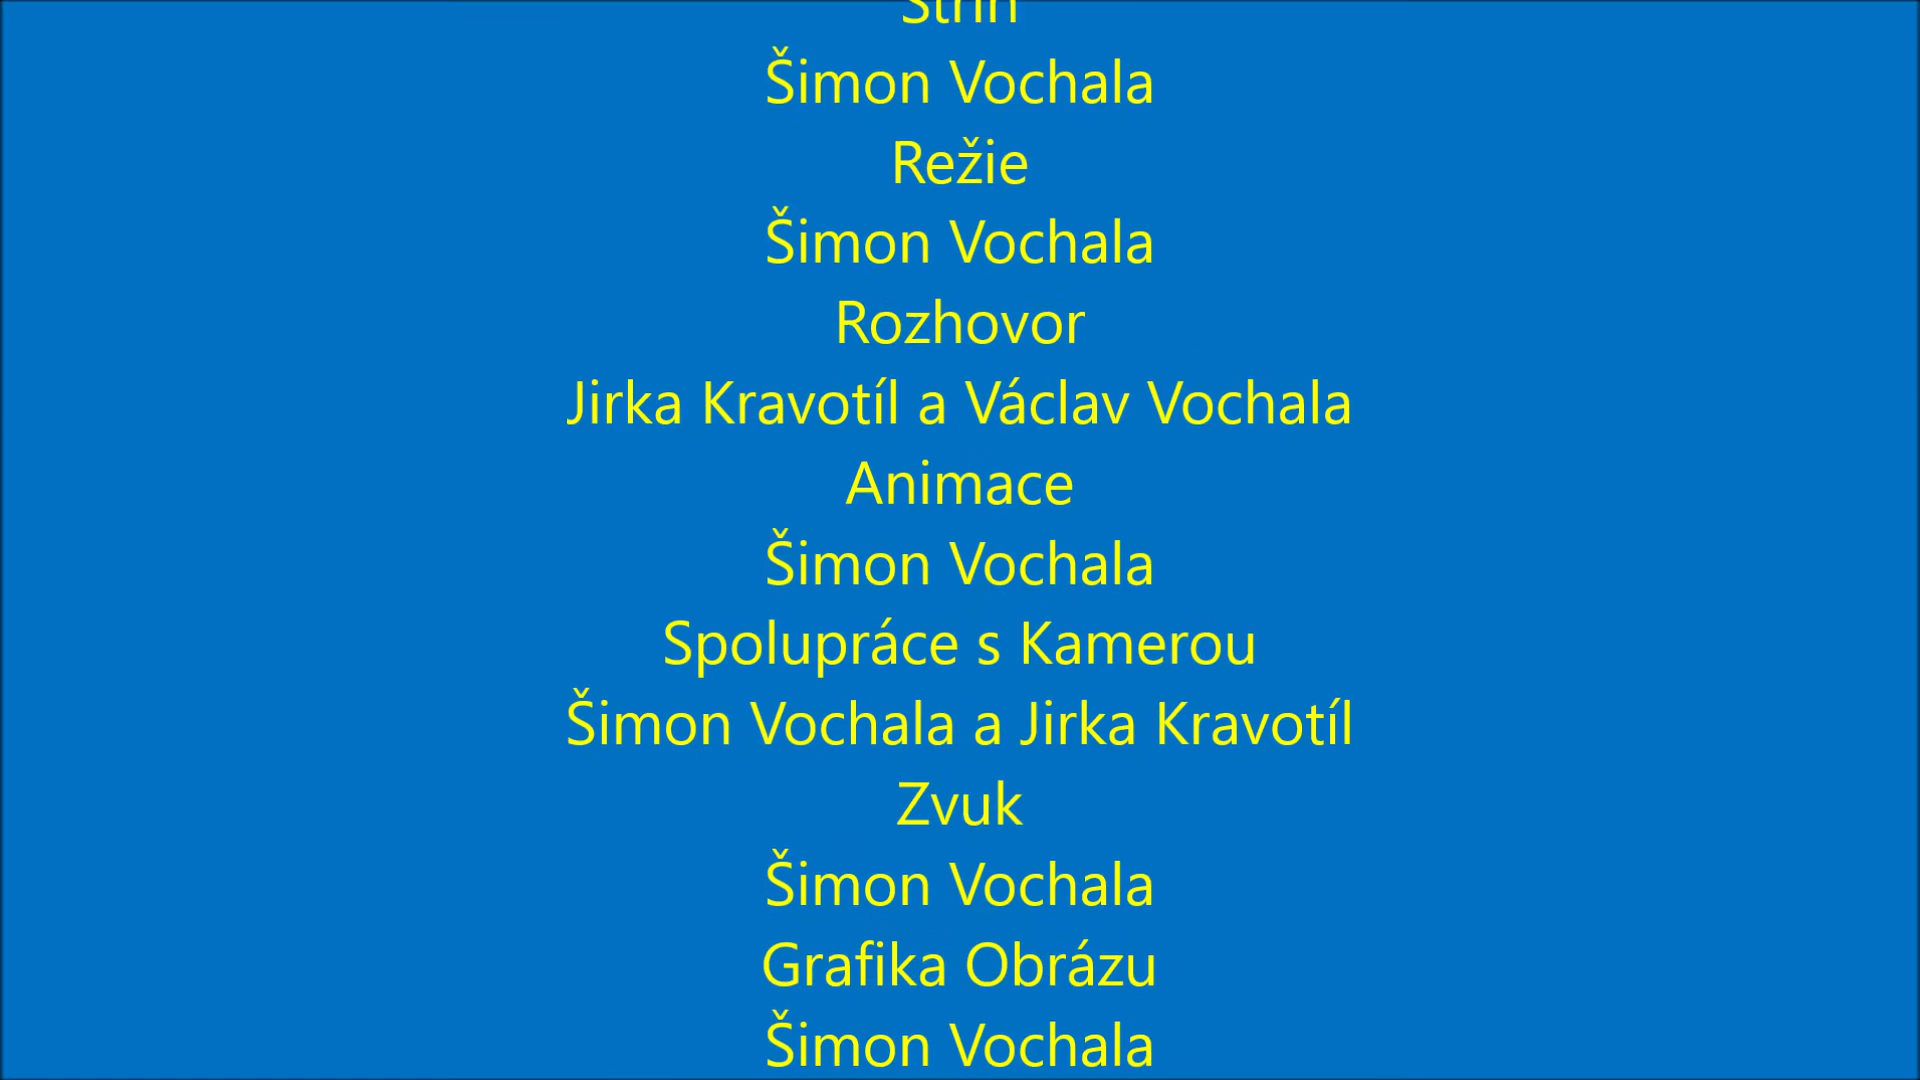 Šimon Vochala
Režie
Šimon Vochala
Rozhovor
Jirka Kravotíl a Václav Vochala
Animace
Šimon Vochala
Spolupráce s Kamerou
Šimon Vochala a Jirka Kravotíl
Zvuk
Šimon Vochala
Grafika Obrázu
Šimon Vochala